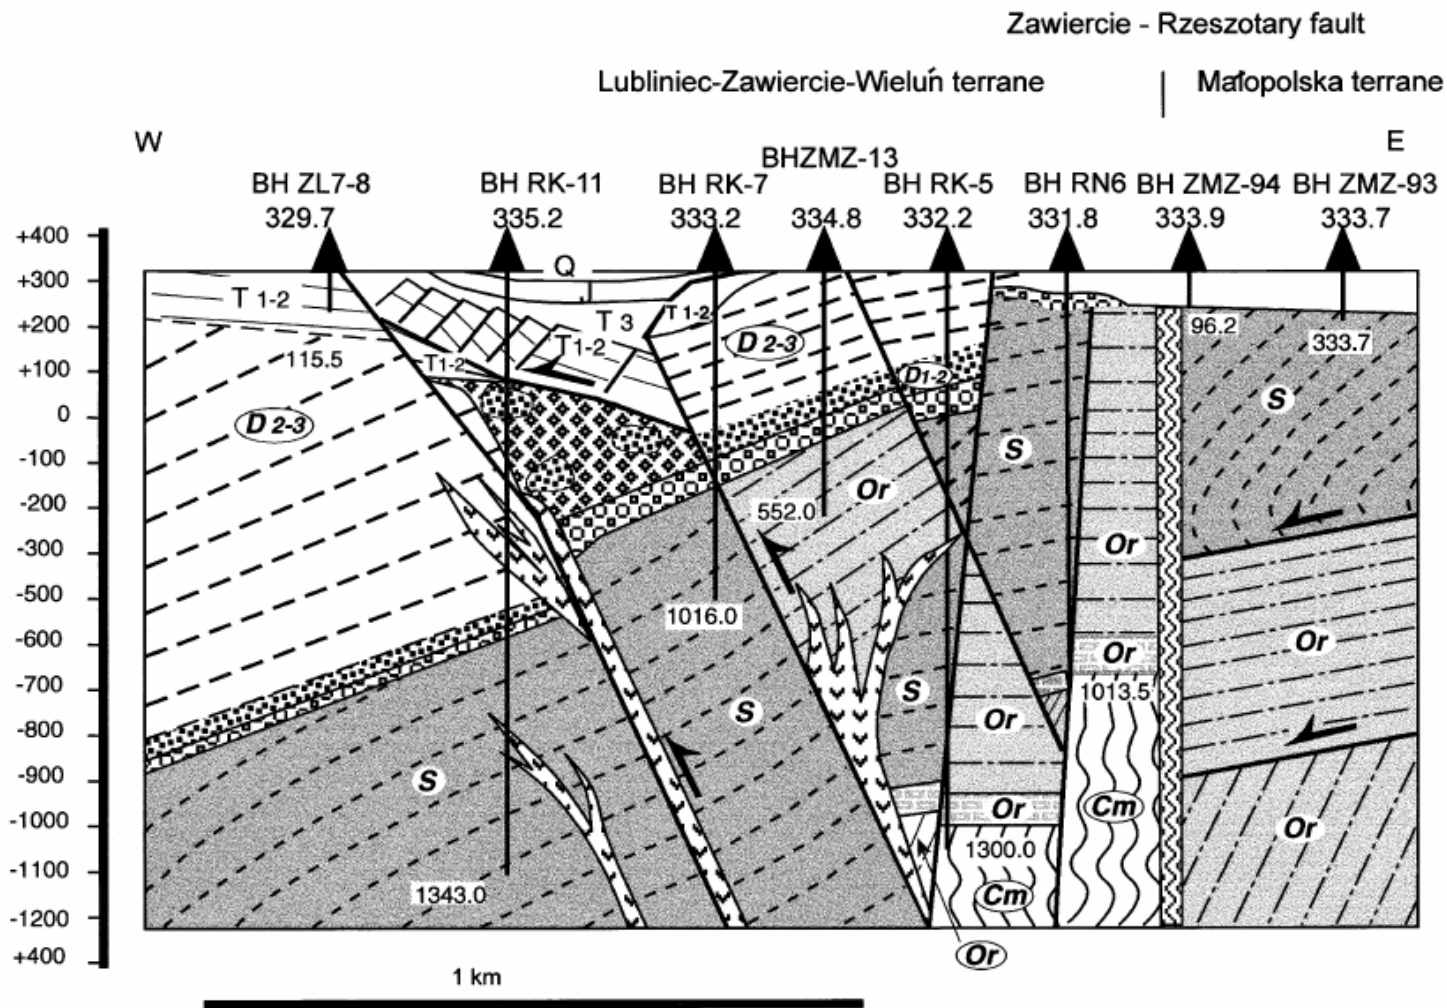 Zawiercie - Rzeszotary fault
Lubliniec-Zawiercie-Wieluń terrane
Małopolska terrane
W
E
BHZMZ-13
BH ZL7-8
BH RK-11
BH RK-7
BH RK-5
BH RN6
BH ZMZ-94
BH ZMZ-93
329.7
335.2
333.2
334.8
332.2
331.8
333.9
333.7
+400
+300
+200
+100
0
-100
-200
-300
-500
-600
-700
-800
-900
-1000
-1100
-1200
+400
Q
T 1-2
T 3
T 1-2
T1-2
T1-2
D 2-3
D1-2
96.2
333.7
115.5
S
D 2-3
S
Or
552.0
Or
1016.0
Or
Or
1013.5
S
S
Or
S
Cm
Or
Or
1300.0
1343.0
Cm
Or
1 km